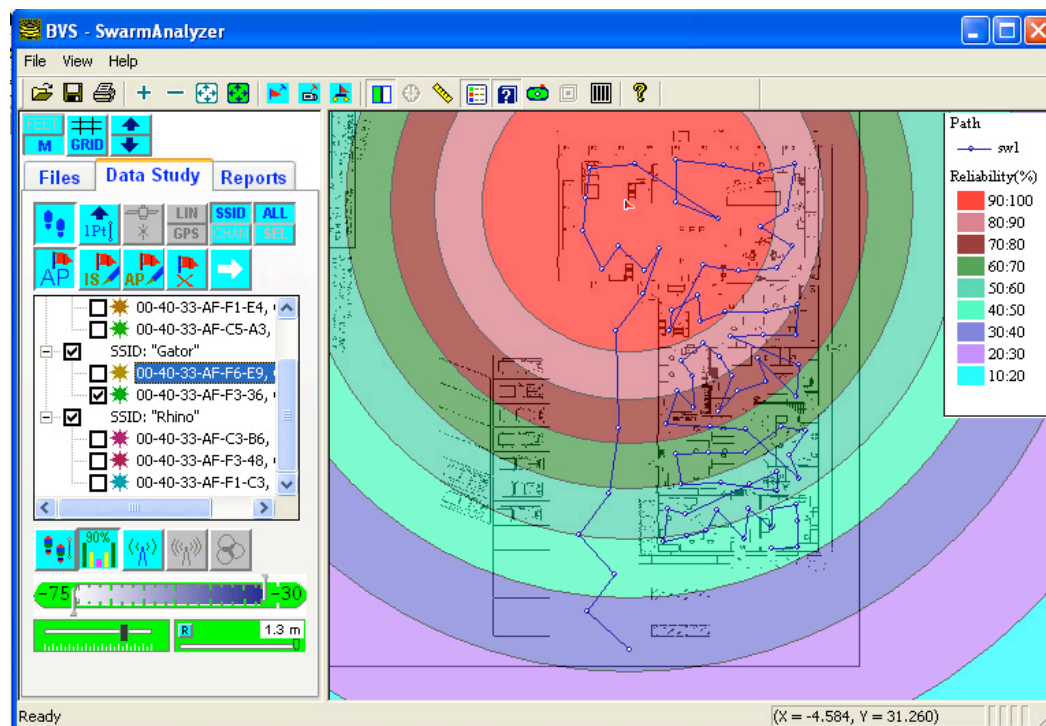 BVS - SwarmAnalyzer
File View Help
FEET
M
GRID
Files Data Study Reports
1Pt
LIN
GPS
SSID
CHAN
ALL
SEL
AP
IS
AP
00-40-33-AF-F1-E4,
00-40-33-AF-C5-A3,
SSID: "Gator"
00-40-33-AF-F6-E9,
00-40-33-AF-F3-36,
SSID: "Rhino"
00-40-33-AF-C3-B6,
00-40-33-AF-F3-48,
00-40-33-AF-F1-C3,
90%
-75 -30
R 1.3 m
Path
sw1
Reliability(%)
90:100
80:90
70:80
60:70
50:60
40:50
30:40
20:30
10:20
Ready (X = -4.584, Y = 31.260)